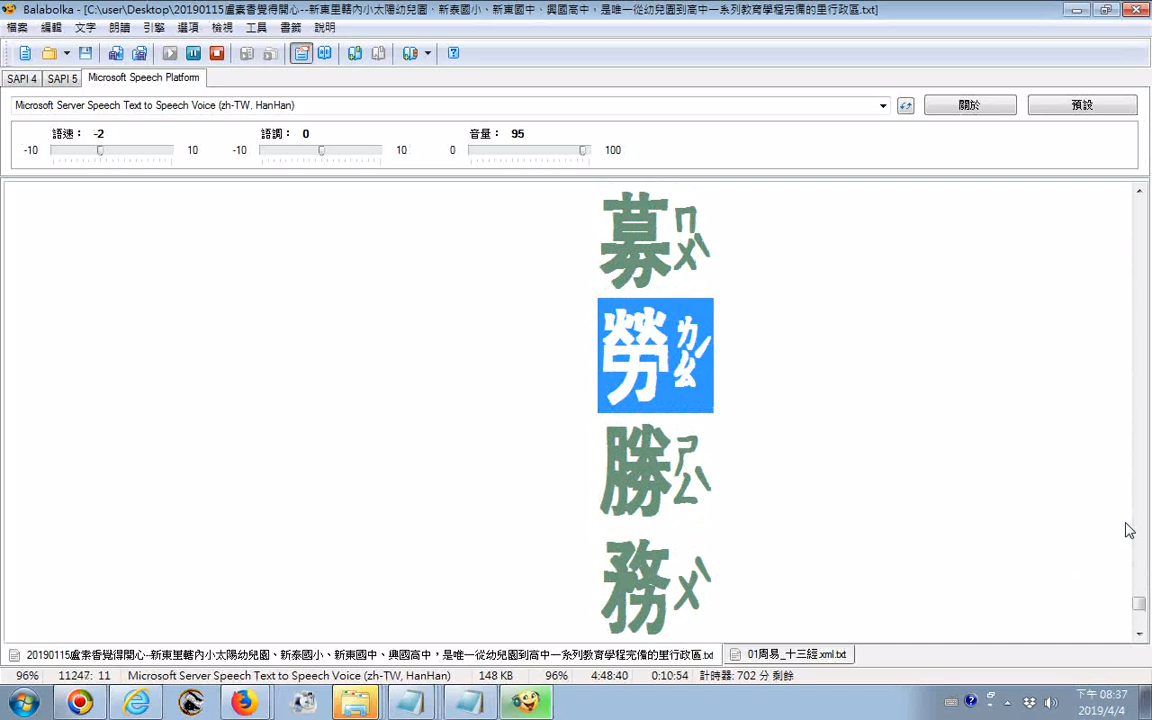 Balabolka - [C:\user\Desktop\20190115盧素香覺得開心--新東里轄內小太陽幼兒園、新泰國小、新東國中、興國高中，是唯一從幼兒園到高中一系列教育學程完備的里行政區.txt]
檔案 編輯 文字 朗讀 引擎 選項 檢視 工具 書籤 說明
SAPI 4 SAPI 5 Microsoft Speech Platform
Microsoft Server Speech Text to Speech Voice (zh-TW, HanHan) 關於 預設
語速： -2 語調： 0 音量： 95
-10 10 -10 10 0 100
募ㄇㄨˋ
勞ㄌㄠˊ
勝ㄕㄥˋ
務ㄨˋ
20190115盧素香覺得開心--新東里轄內小太陽幼兒園、新泰國小、新東國中、興國高中，是唯一從幼兒園到高中一系列教育學程完備的里行政區.txt 01周易_十三經.xml.txt
96% 11247: 11 Microsoft Server Speech Text to Speech Voice (zh-TW, HanHan) 148 KB 96% 4:48:40 0:10:54 計時器: 702 分 剩餘
下午 08:37
2019/4/4